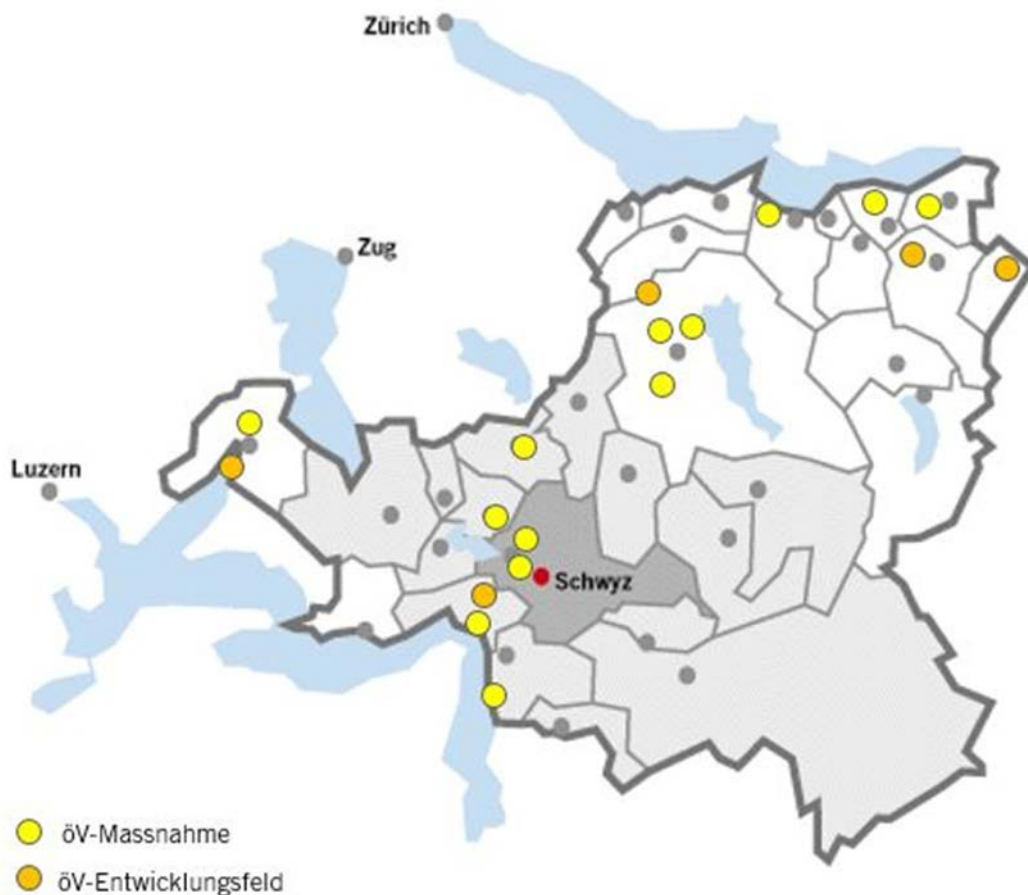 Zürich
Zug
Luzern
Schwyz
öV-Massnahme
öV-Entwicklungsfeld